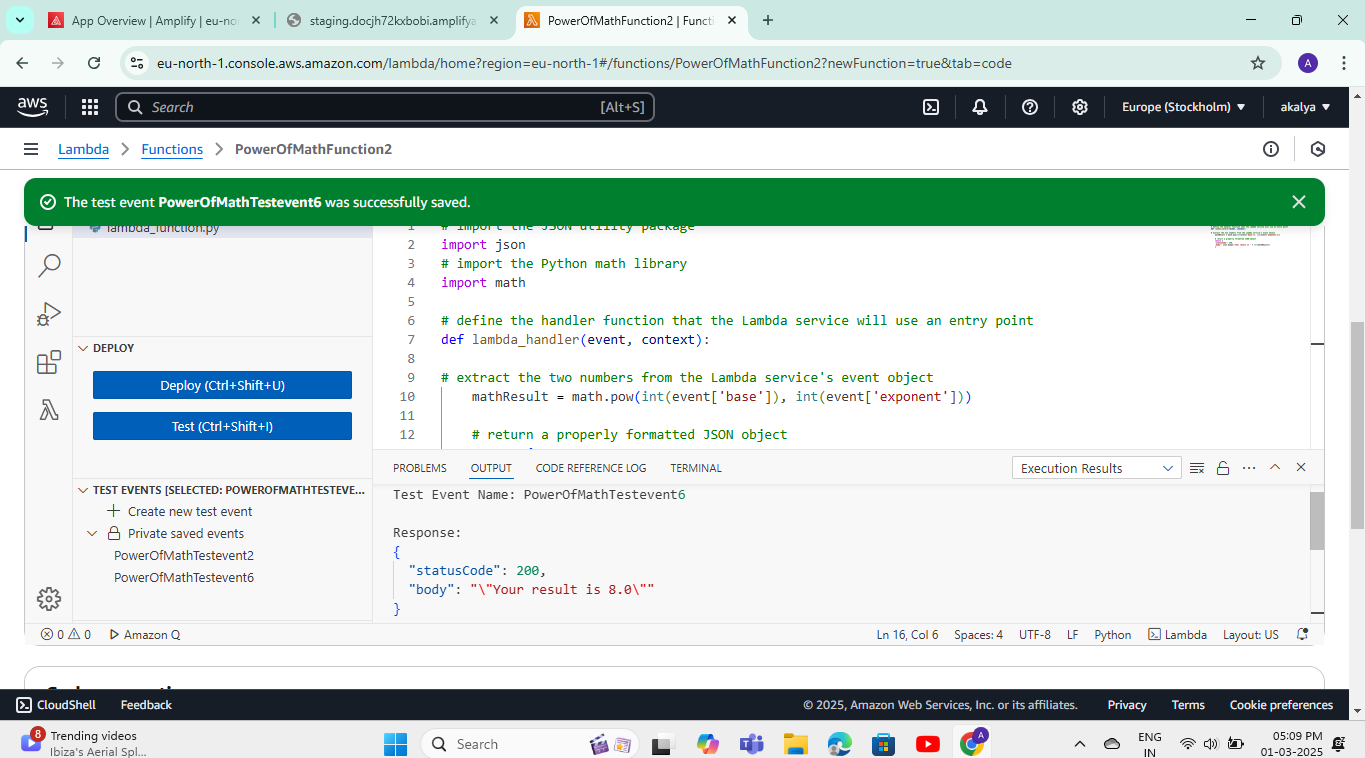 App Overview | Amplify | eu-no
staging.docjh72kxbobi.amplifya
PowerOfMathFunction2 | Functi
eu-north-1.console.aws.amazon.com/lambda/home?region=eu-north-1#/functions/PowerOfMathFunction2?newFunction=true&tab=code
A
aws
Search
[Alt+S]
Europe (Stockholm)
akalya
Lambda
Functions
PowerOfMathFunction2
The test event PowerOfMathTestevent6 was successfully saved.
lambda_function.py
DEPLOY
Deploy (Ctrl+Shift+U)
Test (Ctrl+Shift+I)
TEST EVENTS [SELECTED: POWEROFMATHTESTEVE...
Create new test event
Private saved events
PowerOfMathTestevent2
PowerOfMathTestevent6
1 # import the JSON utility package
2 import json
3 # import the Python math library
4 import math
5
6 # define the handler function that the Lambda service will use an entry point
7 def lambda_handler(event, context):
8
9 # extract the two numbers from the Lambda service's event object
10 mathResult = math.pow(int(event['base']), int(event['exponent']))
11
12 # return a properly formatted JSON object
PROBLEMS
OUTPUT
CODE REFERENCE LOG
TERMINAL
Execution Results
Test Event Name: PowerOfMathTestevent6
Response:
{
"statusCode": 200,
"body": "\"Your result is 8.0\""
}
0 0
Amazon Q
Ln 16, Col 6
Spaces: 4
UTF-8
LF
Python
Lambda
Layout: US
CloudShell
Feedback
© 2025, Amazon Web Services, Inc. or its affiliates.
Privacy
Terms
Cookie preferences
8
Trending videos
Ibiza's Aerial Spl...
Search
A
ENG
IN
05:09 PM
01-03-2025